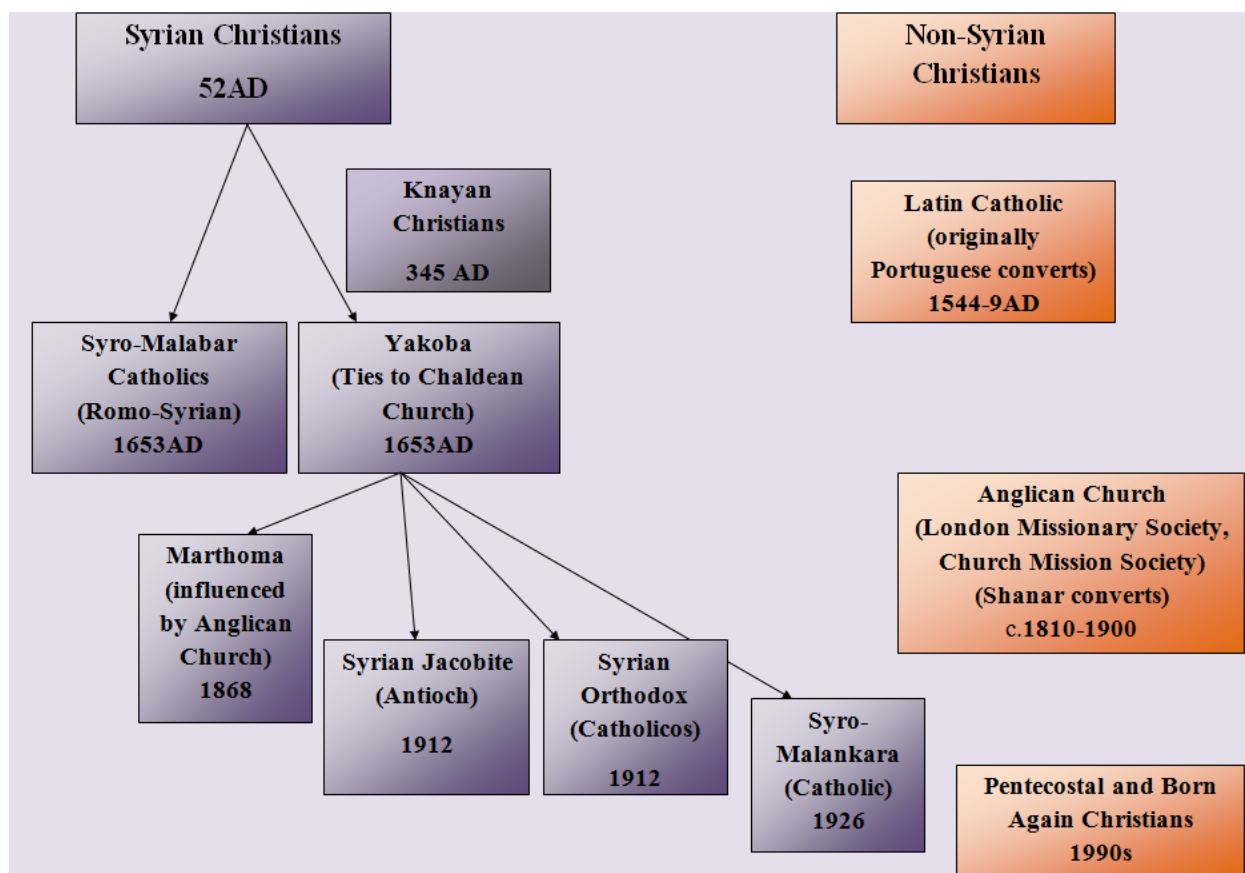 Syrian Christians
52AD
Non-Syrian
Christians
Knayan
Christians
345 AD
Latin Catholic
(originally
Portuguese converts)
1544-9AD
Syro-Malabar
Catholics
(Romo-Syrian)
1653AD
Yakoba
(Ties to Chaldean
Church)
1653AD
Anglican Church
(London Missionary Society,
Church Mission Society)
(Shanar converts)
c.1810-1900
Marthoma
(influenced
by Anglican
Church)
1868
Syrian Jacobite
(Antioch)
1912
Syrian
Orthodox
(Catholicos)
1912
Syro-
Malankara
(Catholic)
1926
Pentecostal and Born
Again Christians
1990s